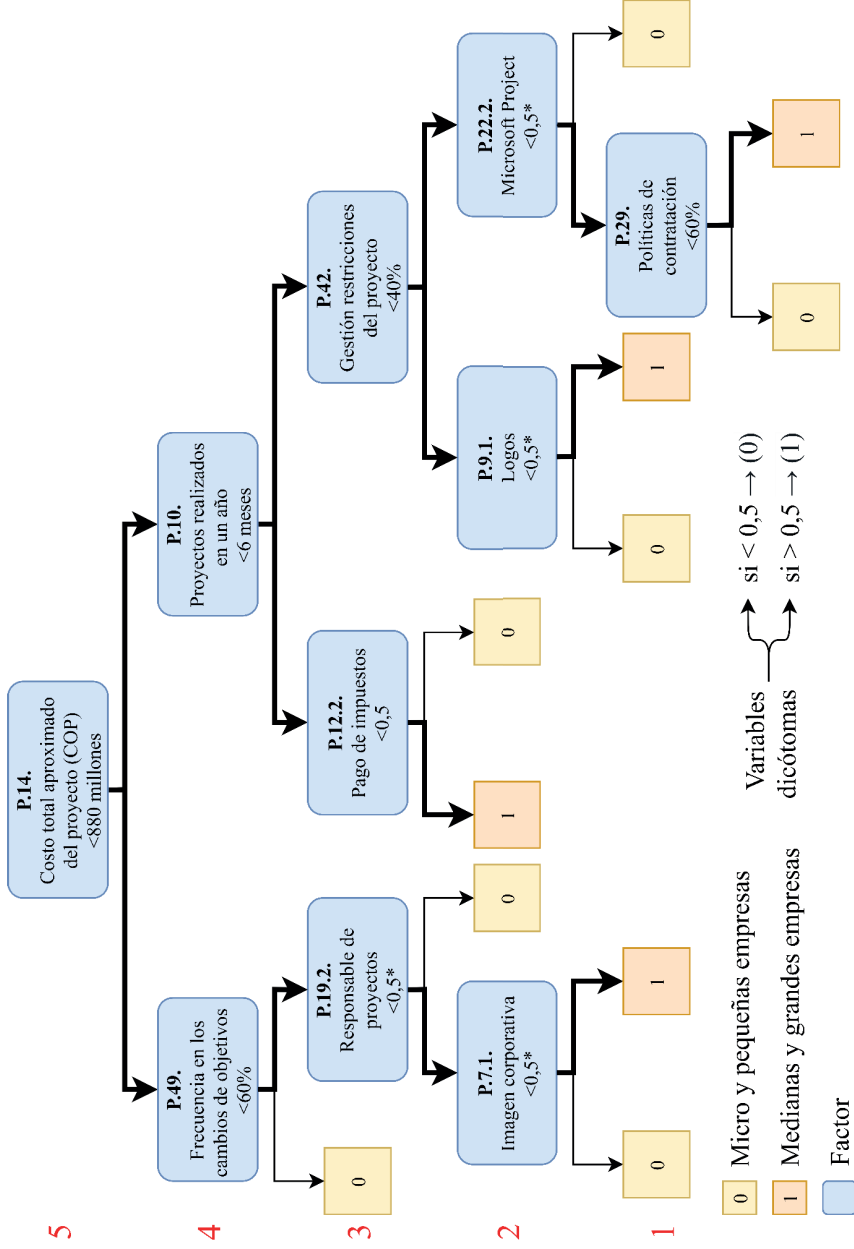 5
P.14.
Costo total aproximado
del proyecto (COP)
<880 millones
4
P.49.
Frecuencia en los
cambios de objetivos
<60%
P.10.
Proyectos realizados
en un año
<6 meses
3
0
P.19.2.
Responsable de
proyectos
<0,5*
P.12.2.
Pago de impuestos
<0,5
P.42.
Gestión restricciones
del proyecto
<40%
2
P.7.1.
Imagen corporativa
<0,5*
0
1
0
P.9.1.
Logos
<0,5*
P.22.2.
Microsoft Project
<0,5*
1
0
1
0
1
P.29.
Políticas de
contratación
<60%
0
0
1
0 Micro y pequeñas empresas
1 Medianas y grandes empresas
Factor
Variables
dicótomas
si < 0,5 → (0)
si > 0,5 → (1)